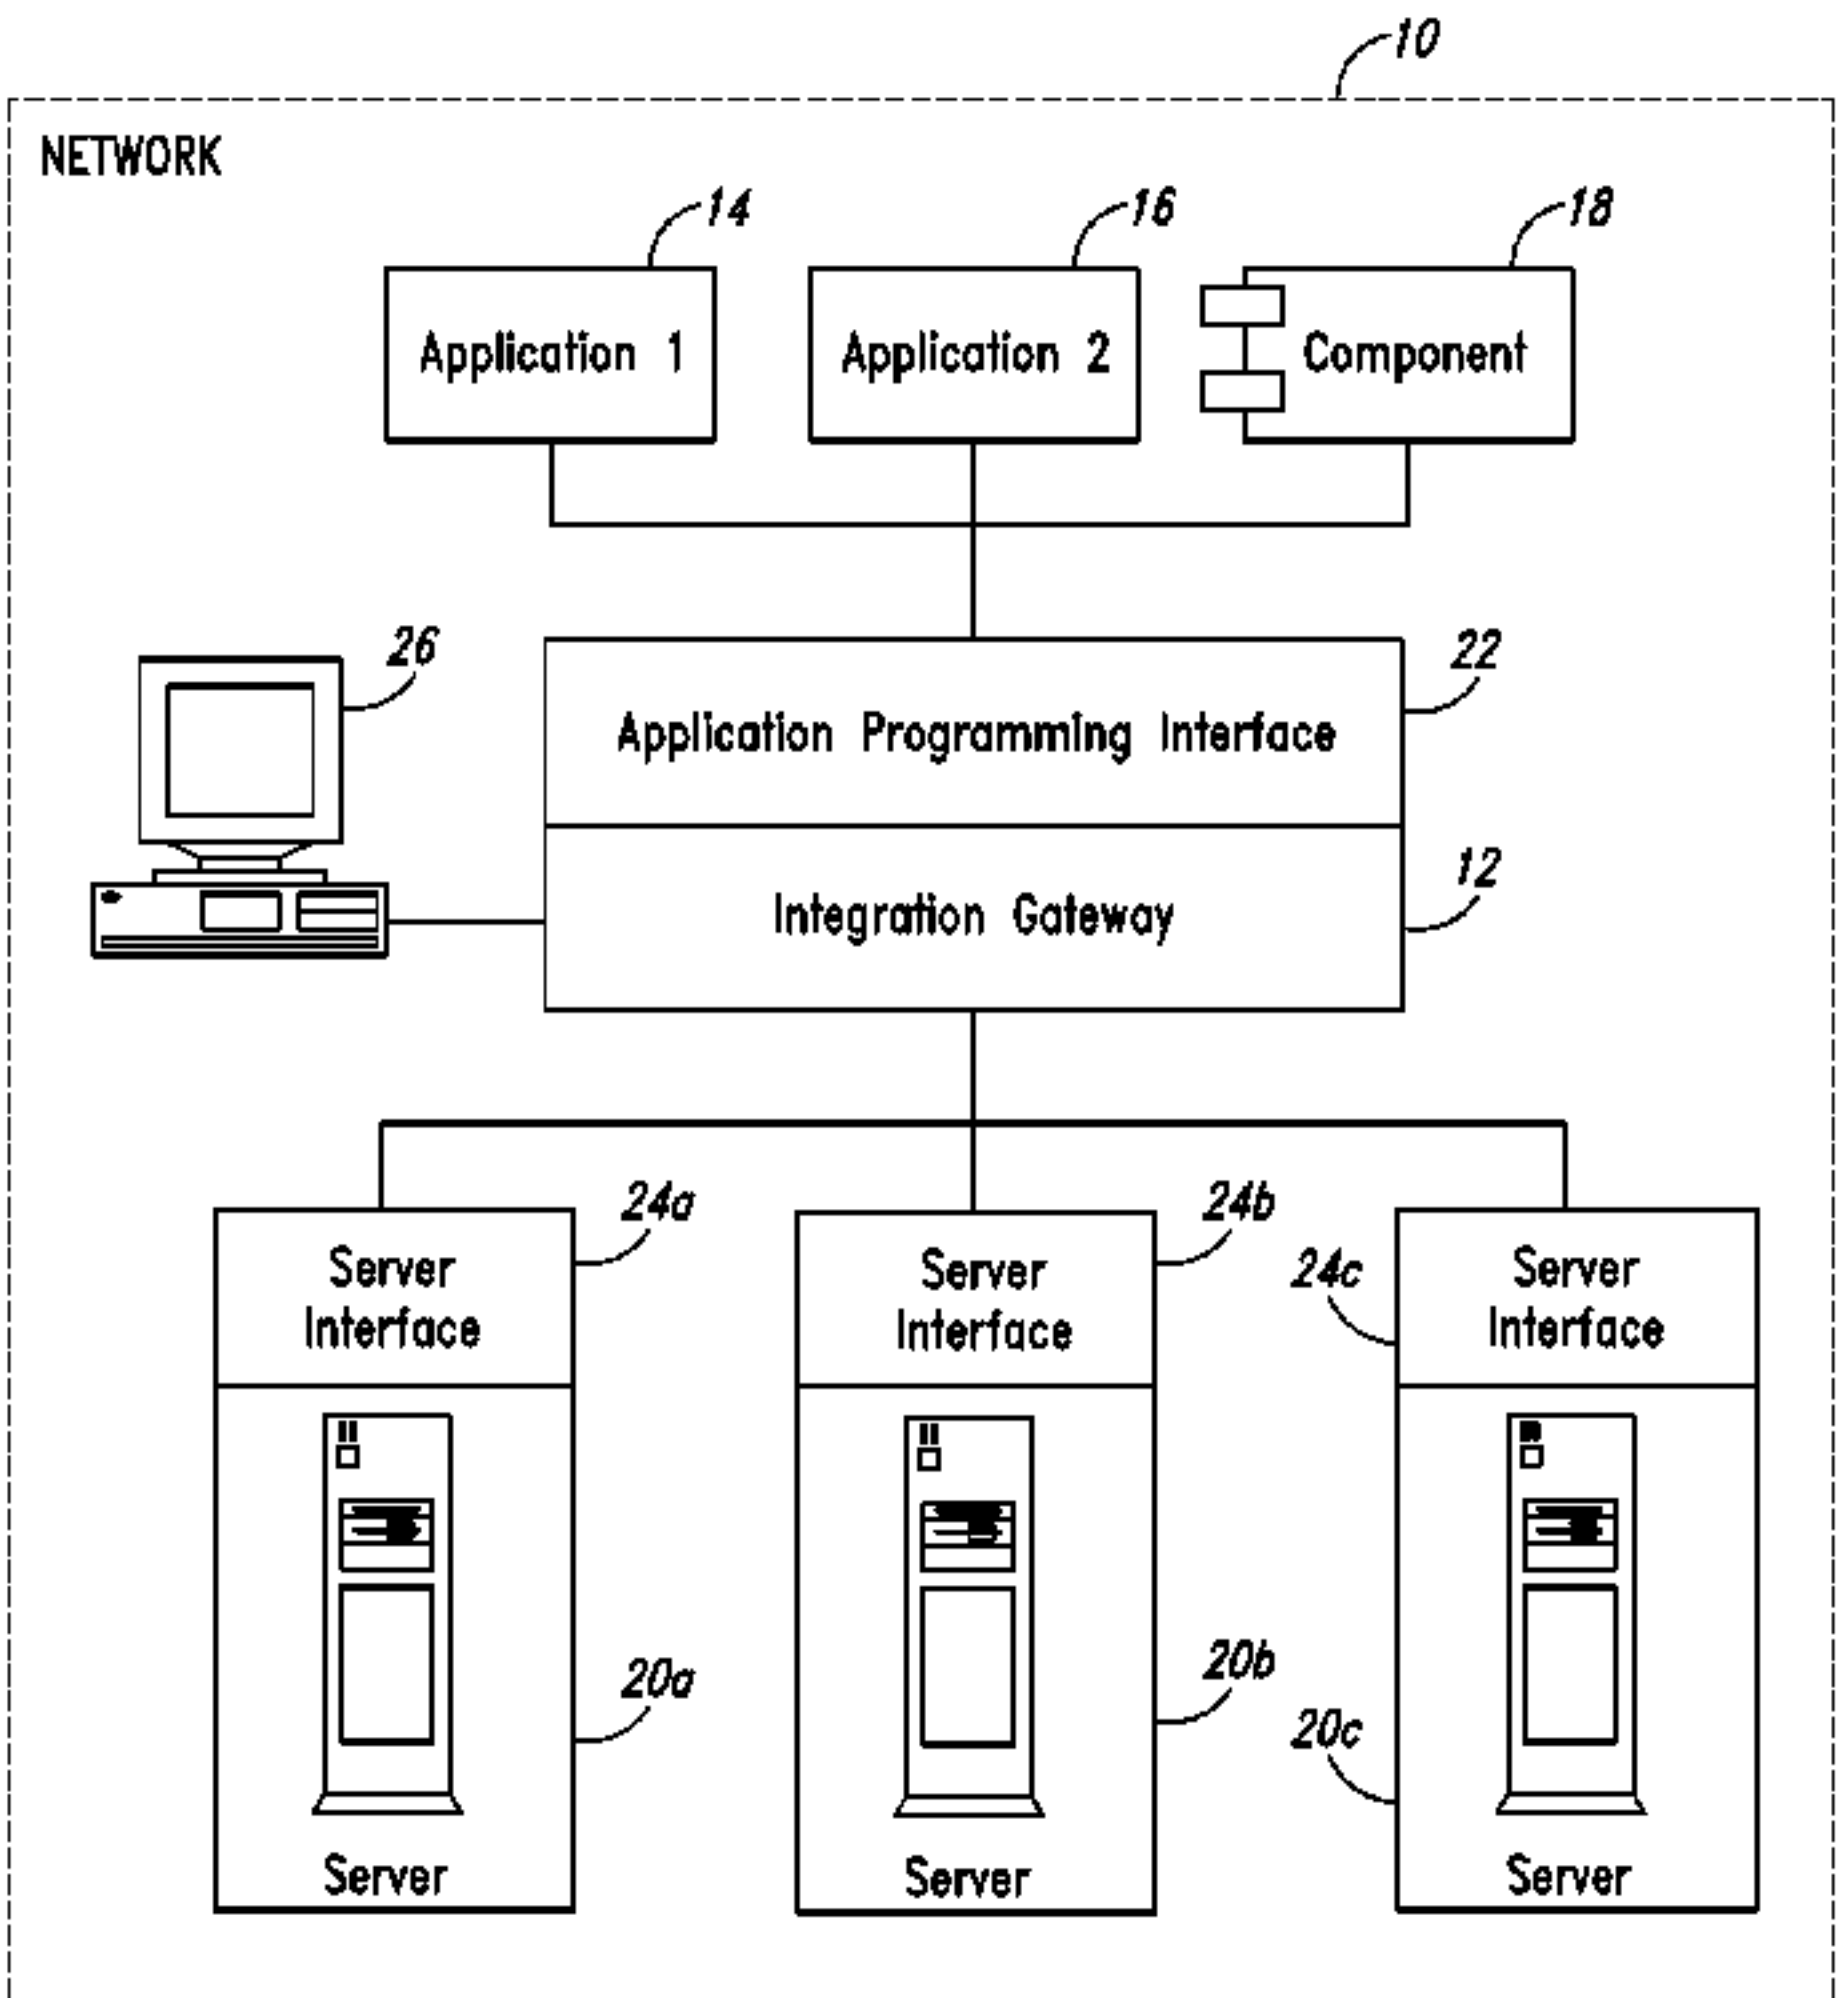 10
NETWORK
14
16
18
Application 1
Application 2
Component
26
22
Application Programming Interface
12
Integration Gateway
24a
24b
24c
Server
Interface
Server
Interface
Server
Interface
20a
20b
20c
Server
Server
Server